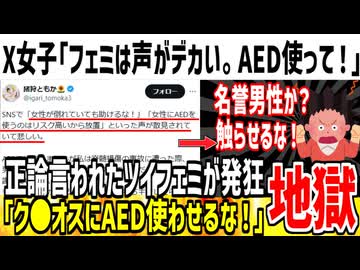 X女子「フェミは声がデカい。AED使って！」
猪狩ともか🌻
@igari_tomoka3
フォロー
SNSで「女性が倒れていても助けるな！」「女性にAEDを
使うのはリスク高いから放置」といった声が散見されてい
て悲しい。
名誉男性か？
触らせるな！
正論言われたツイフェミが発狂
「ク●オスにAED使わせるな！」
地獄